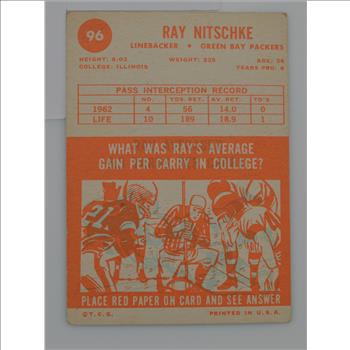 96
RAY NITSCHKE
LINEBACKER • GREEN BAY PACKERS
HEIGHT: 6.03 WEIGHT: 225 AGE: 26
COLLEGE: ILLINOIS YEARS PRO: 6
PASS INTERCEPTION RECORD
NO. YDS. RET. AV. RET. TD'S
1962 4 56 14.0 0
LIFE 10 189 18.9 1
WHAT WAS RAY'S AVERAGE
GAIN PER CARRY IN COLLEGE?
21
PLACE RED PAPER ON CARD AND SEE ANSWER
© T.C.G. PRINTED IN U.S.A.